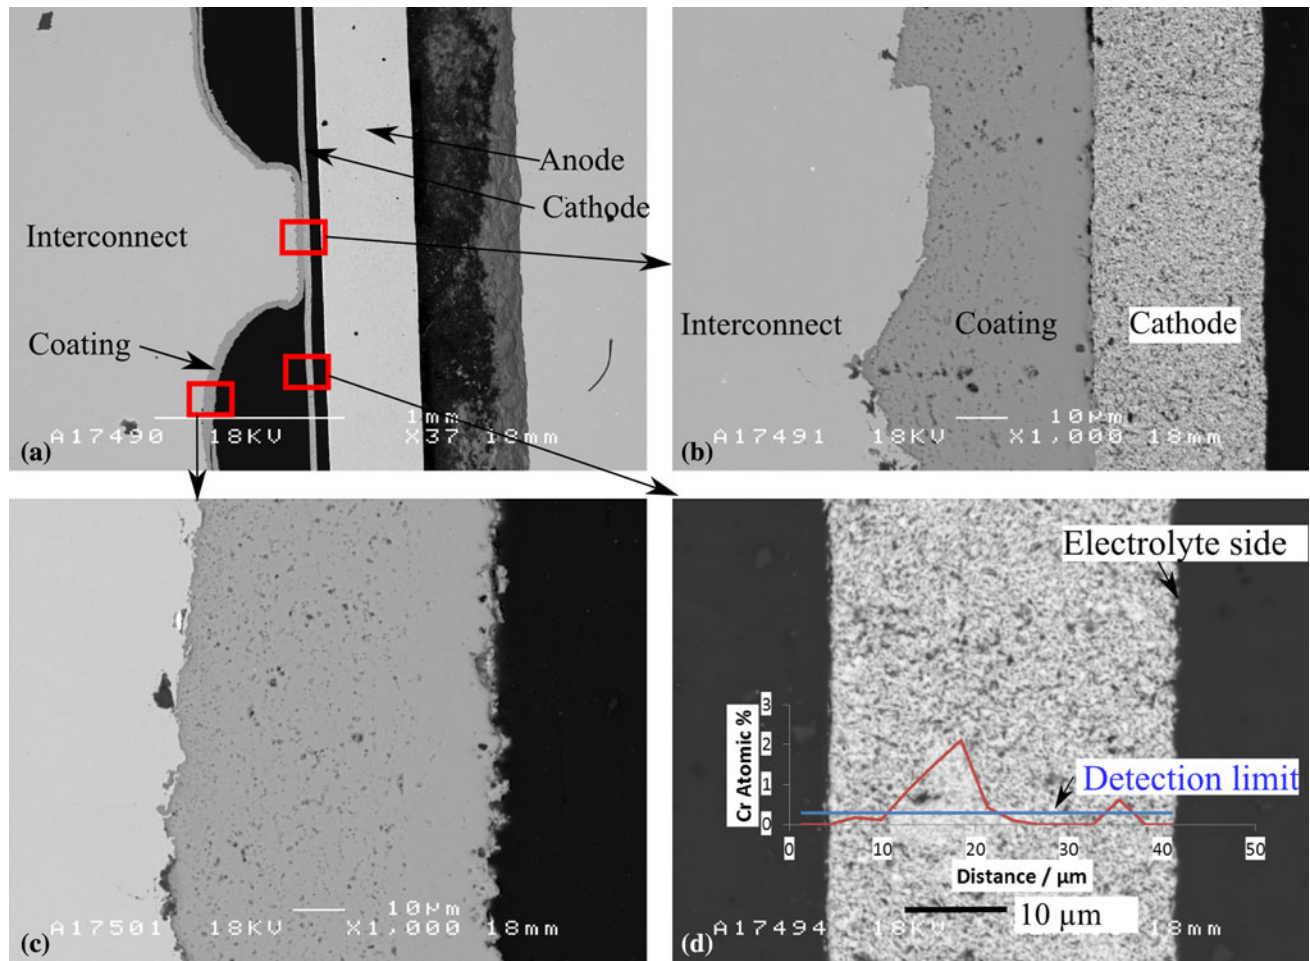 Anode
Cathode
Interconnect
Coating
1mm
(a) A17490 18KV X37 18mm
Interconnect
Coating
Cathode
10µm
(b) A17491 18KV X1,000 18mm
10µm
(c) A17501 18KV X1,000 18mm
Electrolyte side
3
2
1
0
Cr Atomic %
Detection limit
0 10 20 30 40 50
Distance / µm
10 µm
(d) A17494 18KV 18mm